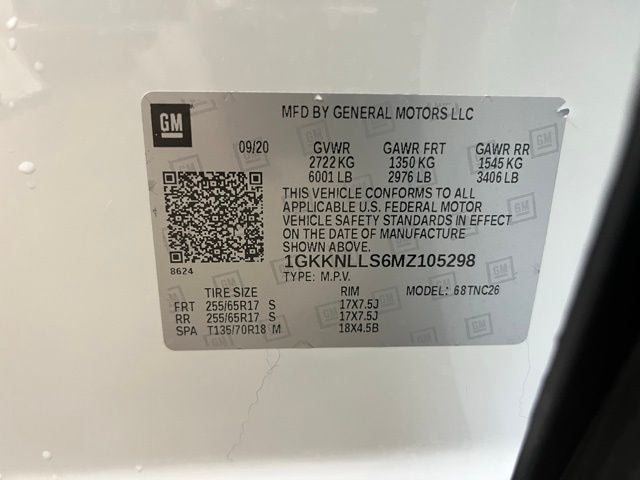 GM
MFD BY GENERAL MOTORS LLC
09/20 GVWR GAWR FRT GAWR RR
2722 KG 1350 KG 1545 KG
6001 LB 2976 LB 3406 LB
THIS VEHICLE CONFORMS TO ALL
APPLICABLE U.S. FEDERAL MOTOR
VEHICLE SAFETY STANDARDS IN EFFECT
ON THE DATE OF MANUFACTURE
SHOWN ABOVE.
1GKKNLLS6MZ105298
8624
TYPE: M.P.V.
TIRE SIZE RIM MODEL: 68TNC26
FRT 255/65R17 S 17X7.5J
RR 255/65R17 S 17X7.5J
SPA T135/70R18 M 18X4.5B